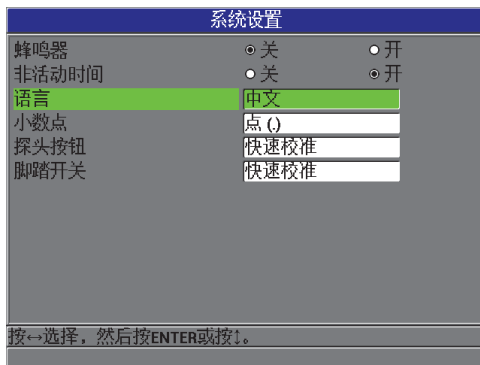 系统设置
蜂鸣器 关 开
非活动时间 关 开
语言 中文
小数点 点 (.)
探头按钮 快速校准
脚踏开关 快速校准
按↔选择，然后按ENTER或按↕。